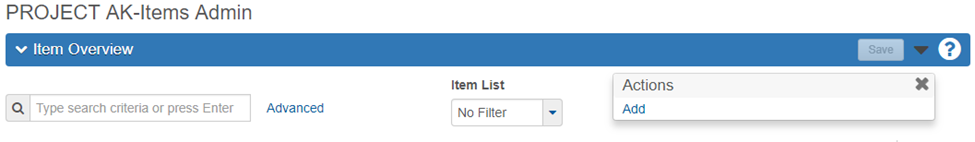 PROJECT AK-Items Admin
Item Overview
Save
?
Item List
Actions
Type search criteria or press Enter
Advanced
No Filter
Add